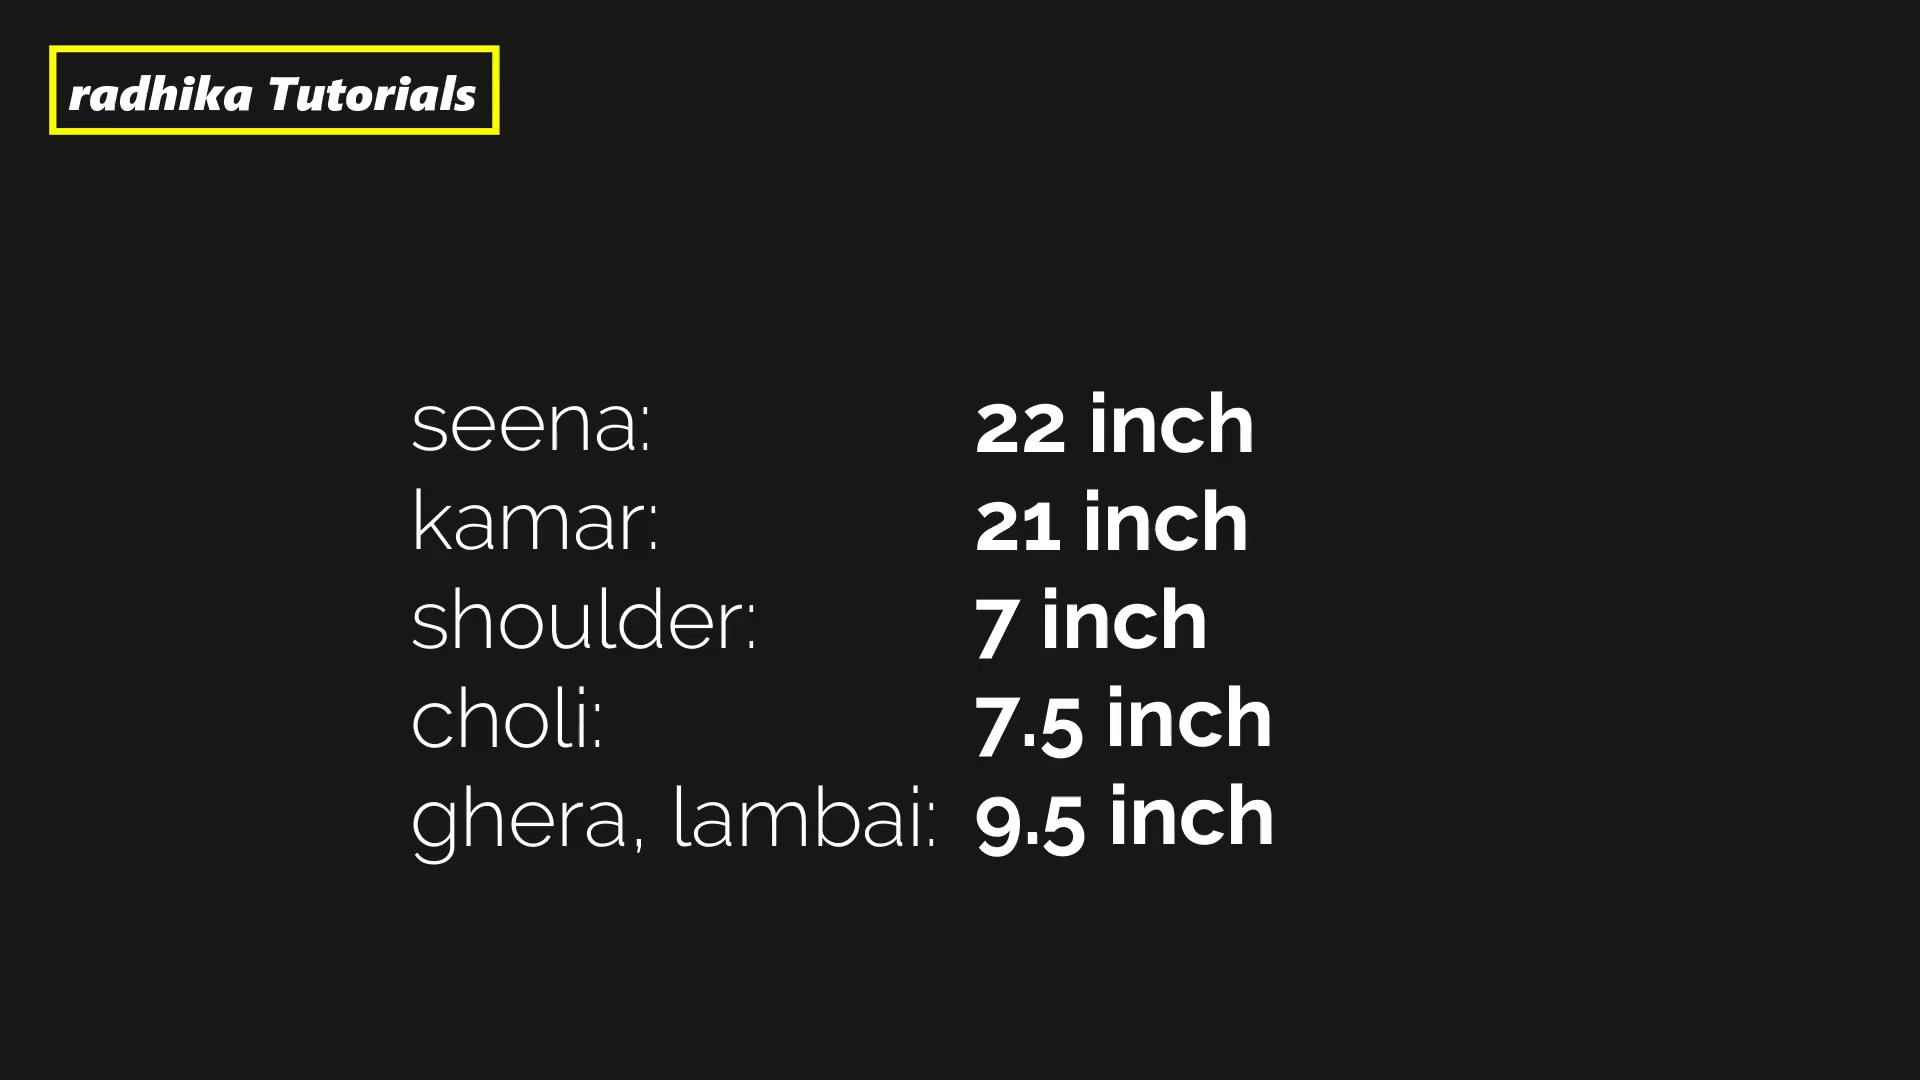 radhika Tutorials
seena: 22 inch
kamar: 21 inch
shoulder: 7 inch
choli: 7.5 inch
ghera, lambai: 9.5 inch